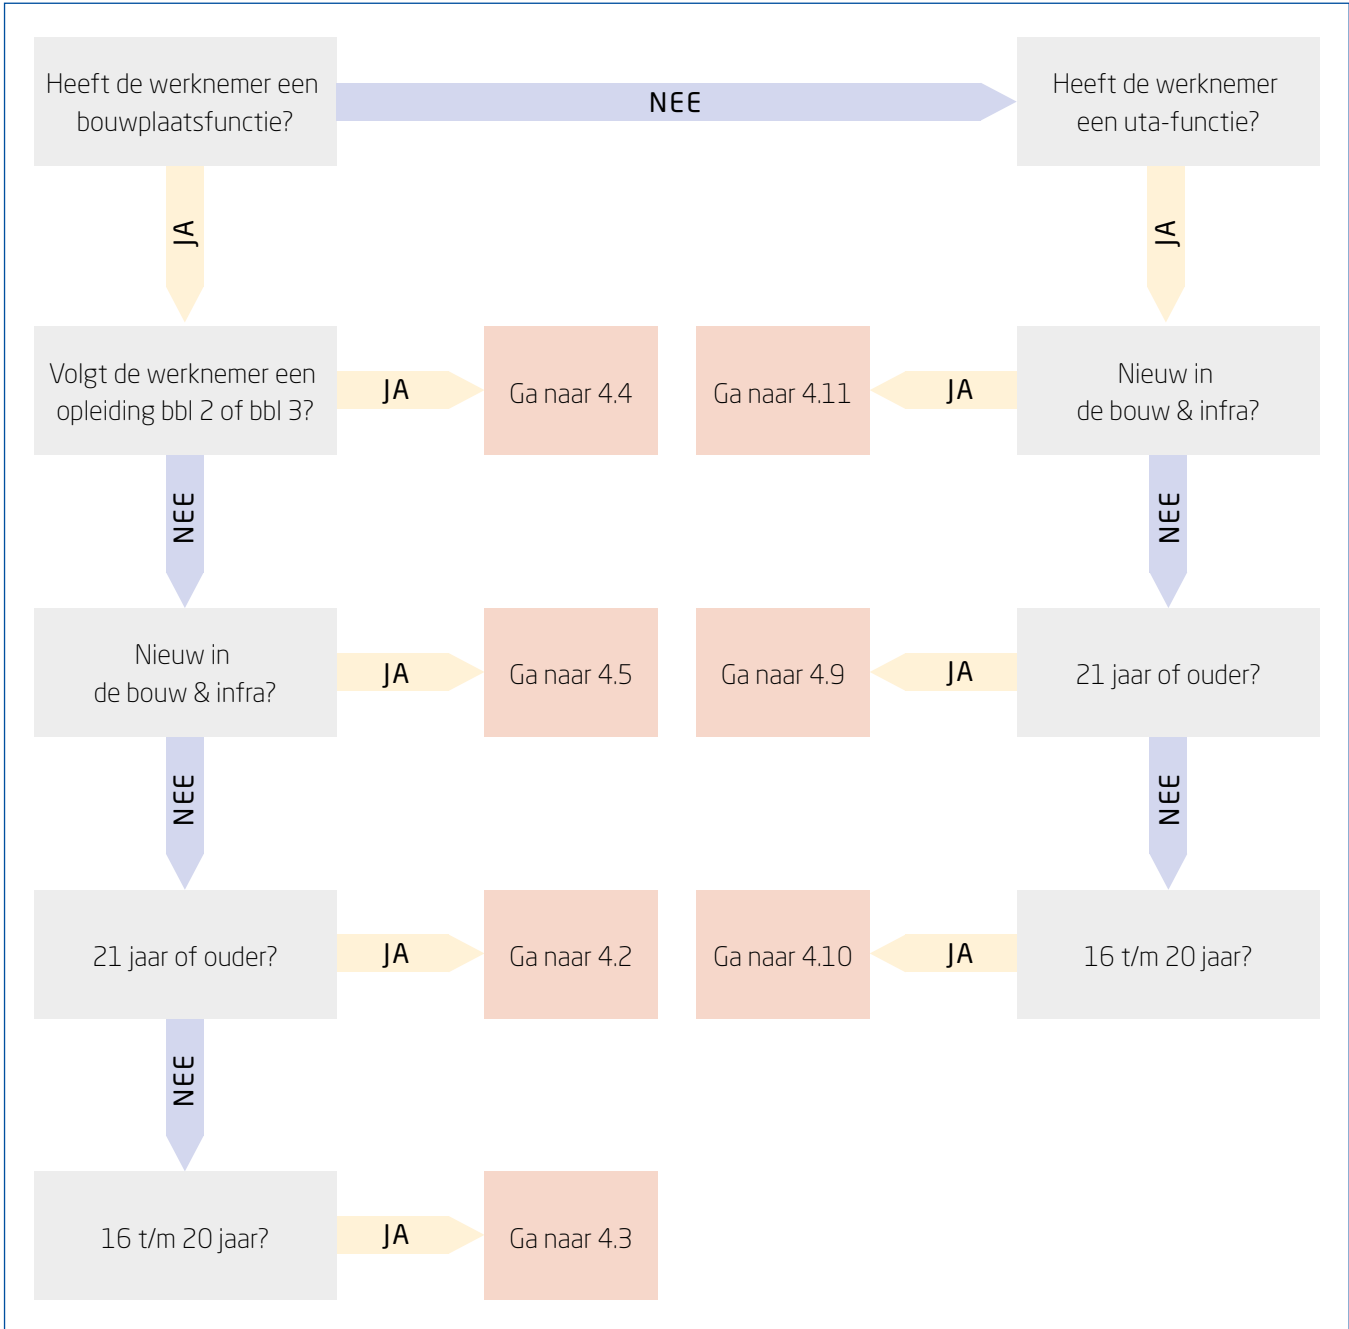 Heeft de werknemer een
bouwplaatsfunctie?
NEE
Heeft de werknemer
een uta-functie?
JA
JA
Volgt de werknemer een
opleiding bbl 2 of bbl 3?
JA
Ga naar 4.4
Ga naar 4.11
JA
Nieuw in
de bouw & infra?
NEE
NEE
Nieuw in
de bouw & infra?
JA
Ga naar 4.5
Ga naar 4.9
JA
21 jaar of ouder?
NEE
NEE
21 jaar of ouder?
JA
Ga naar 4.2
Ga naar 4.10
JA
16 t/m 20 jaar?
NEE
16 t/m 20 jaar?
JA
Ga naar 4.3